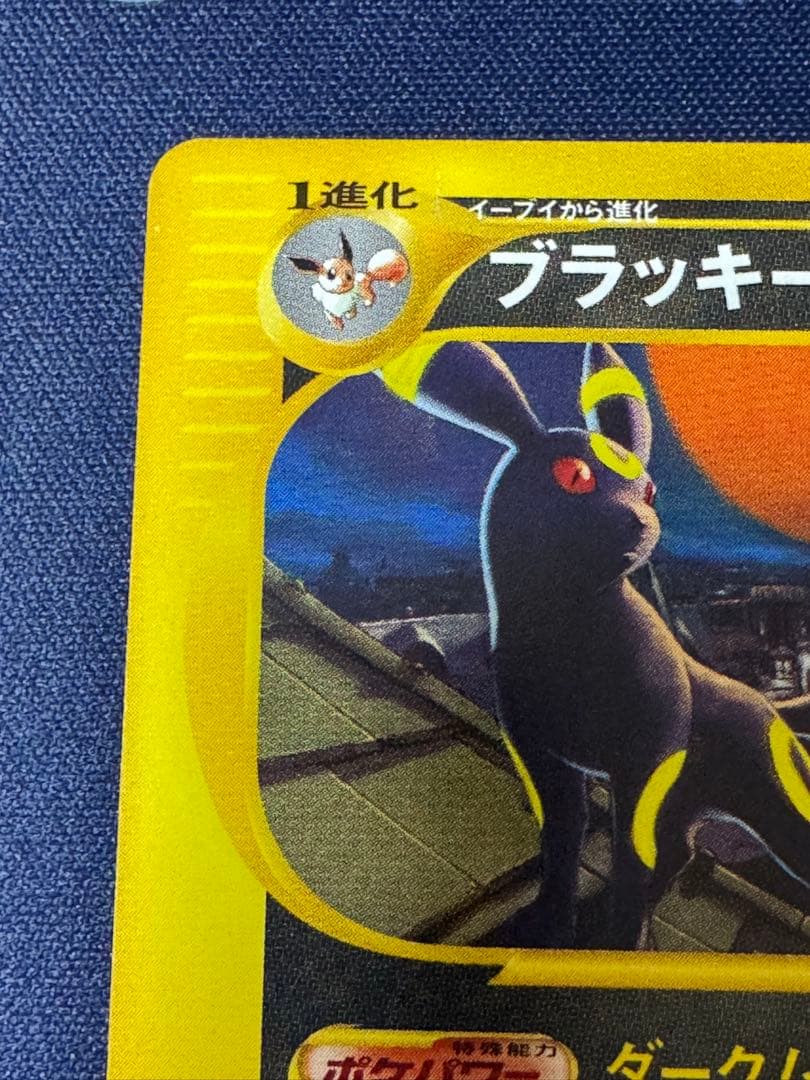 1進化
イーブイから進化
ブラッキー
特殊能力
ポケパワー
ダーク